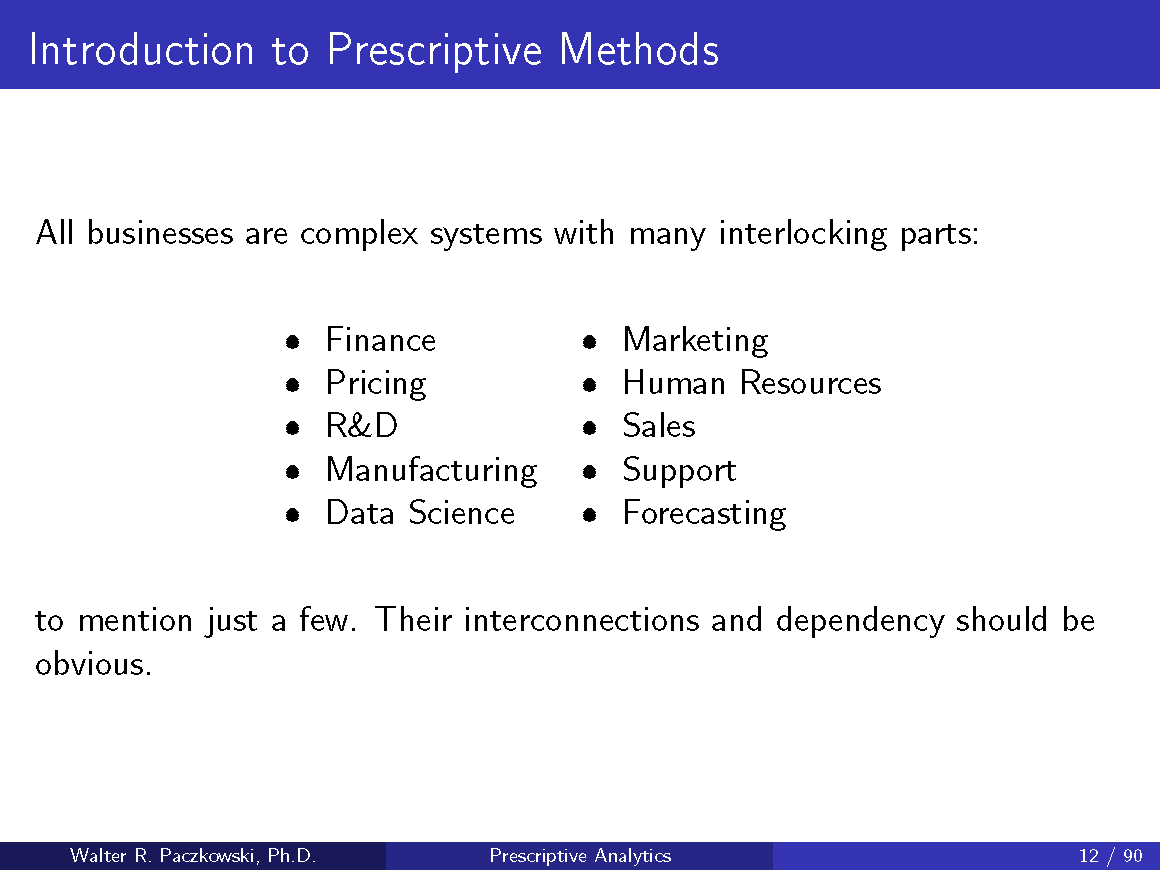 Introduction to Prescriptive Methods
All businesses are complex systems with many interlocking parts:
• Finance
• Pricing
• R&D
• Manufacturing
• Data Science
• Marketing
• Human Resources
• Sales
• Support
• Forecasting
to mention just a few. Their interconnections and dependency should be
obvious.
Walter R. Paczkowski, Ph.D.
Prescriptive Analytics
12 / 90